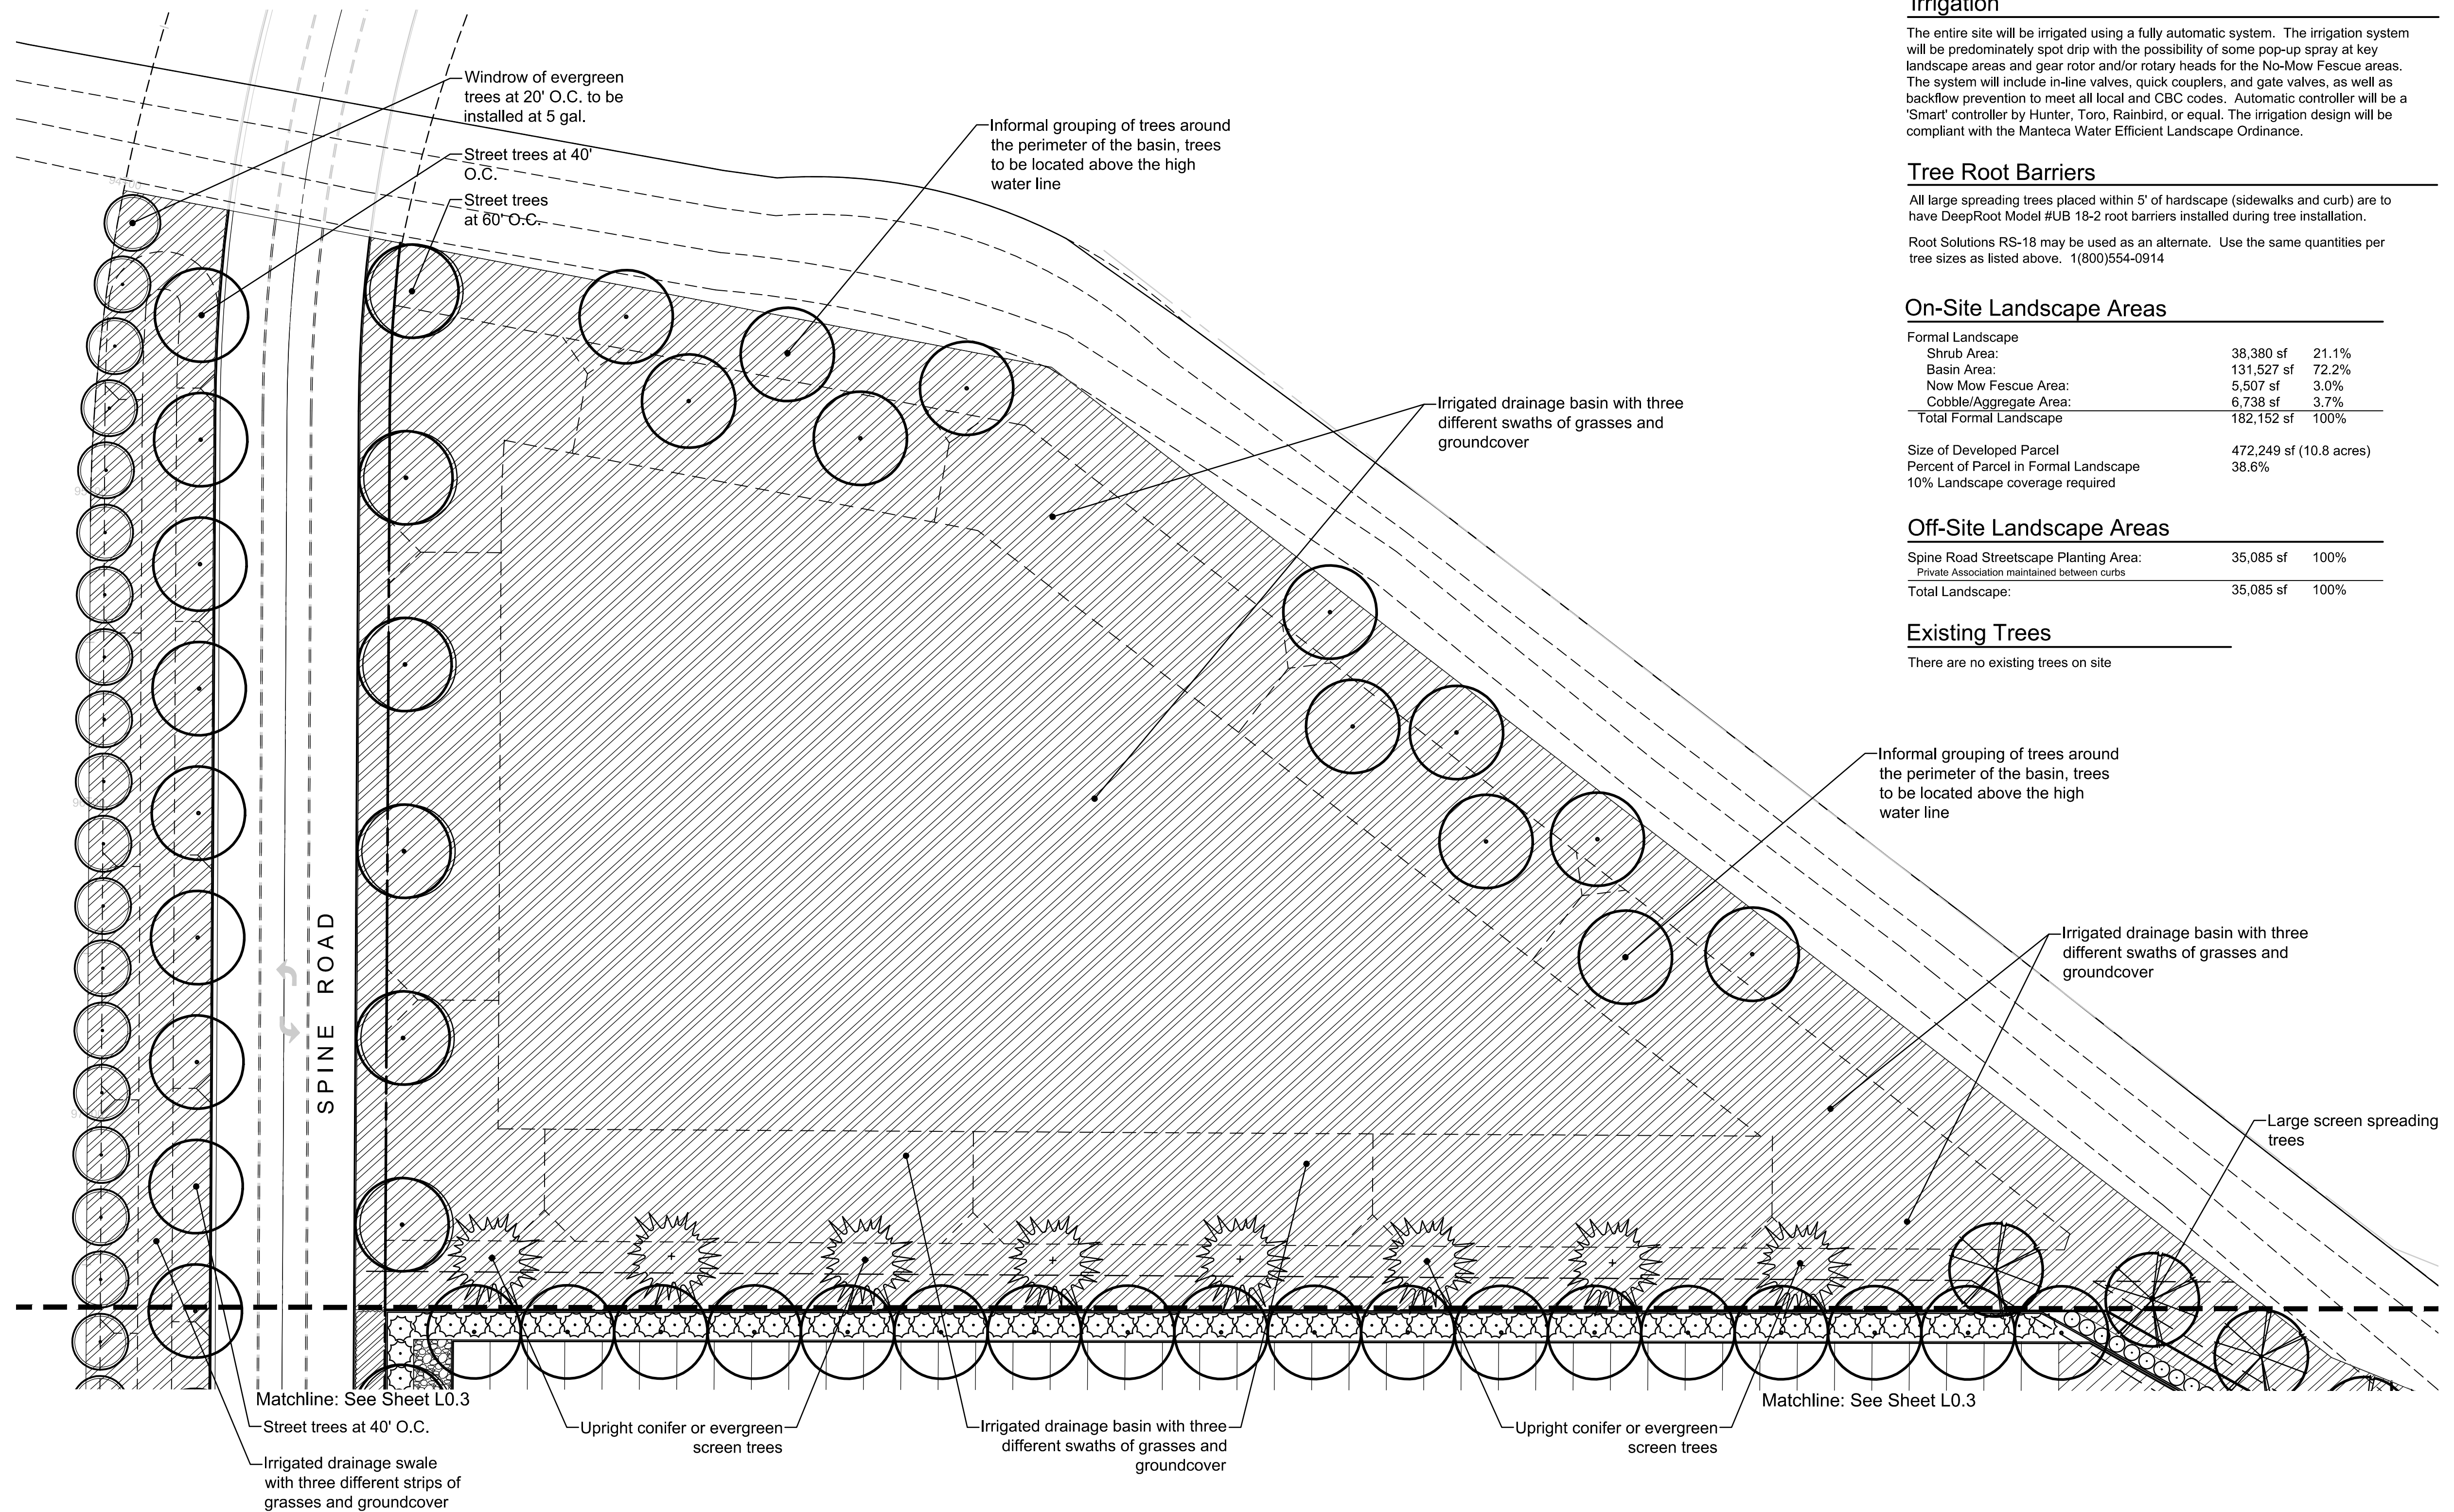 Irrigation
The entire site will be irrigated using a fully automatic system. The irrigation system
will be predominately spot drip with the possibility of some pop-up spray at key
landscape areas and gear rotor and/or rotary heads for the No-Mow Fescue areas.
The system will include in-line valves, quick couplers, and gate valves, as well as
backflow prevention to meet all local and CBC codes. Automatic controller will be a
'Smart' controller by Hunter, Toro, Rainbird, or equal. The irrigation design will be
compliant with the Manteca Water Efficient Landscape Ordinance.
Tree Root Barriers
All large spreading trees placed within 5' of hardscape (sidewalks and curb) are to
have DeepRoot Model #UB 18-2 root barriers installed during tree installation.
Root Solutions RS-18 may be used as an alternate. Use the same quantities per
tree sizes as listed above. 1(800)554-0914
On-Site Landscape Areas
Formal Landscape
Shrub Area: 38,380 sf 21.1%
Basin Area: 131,527 sf 72.2%
Now Mow Fescue Area: 5,507 sf 3.0%
Cobble/Aggregate Area: 6,738 sf 3.7%
Total Formal Landscape 182,152 sf 100%
Size of Developed Parcel 472,249 sf (10.8 acres)
Percent of Parcel in Formal Landscape 38.6%
10% Landscape coverage required
Off-Site Landscape Areas
Spine Road Streetscape Planting Area: 35,085 sf 100%
Private Association maintained between curbs
Total Landscape: 35,085 sf 100%
Existing Trees
There are no existing trees on site
Windrow of evergreen
trees at 20' O.C. to be
installed at 5 gal.
Street trees at 40'
O.C.
Street trees
at 60' O.C.
Informal grouping of trees around
the perimeter of the basin, trees
to be located above the high
water line
Irrigated drainage basin with three
different swaths of grasses and
groundcover
Informal grouping of trees around
the perimeter of the basin, trees
to be located above the high
water line
Irrigated drainage basin with three
different swaths of grasses and
groundcover
Large screen spreading
trees
SPINE ROAD
Matchline: See Sheet L0.3
Matchline: See Sheet L0.3
Street trees at 40' O.C.
Irrigated drainage swale
with three different strips of
grasses and groundcover
Upright conifer or evergreen
screen trees
Irrigated drainage basin with three
different swaths of grasses and
groundcover
Upright conifer or evergreen
screen trees